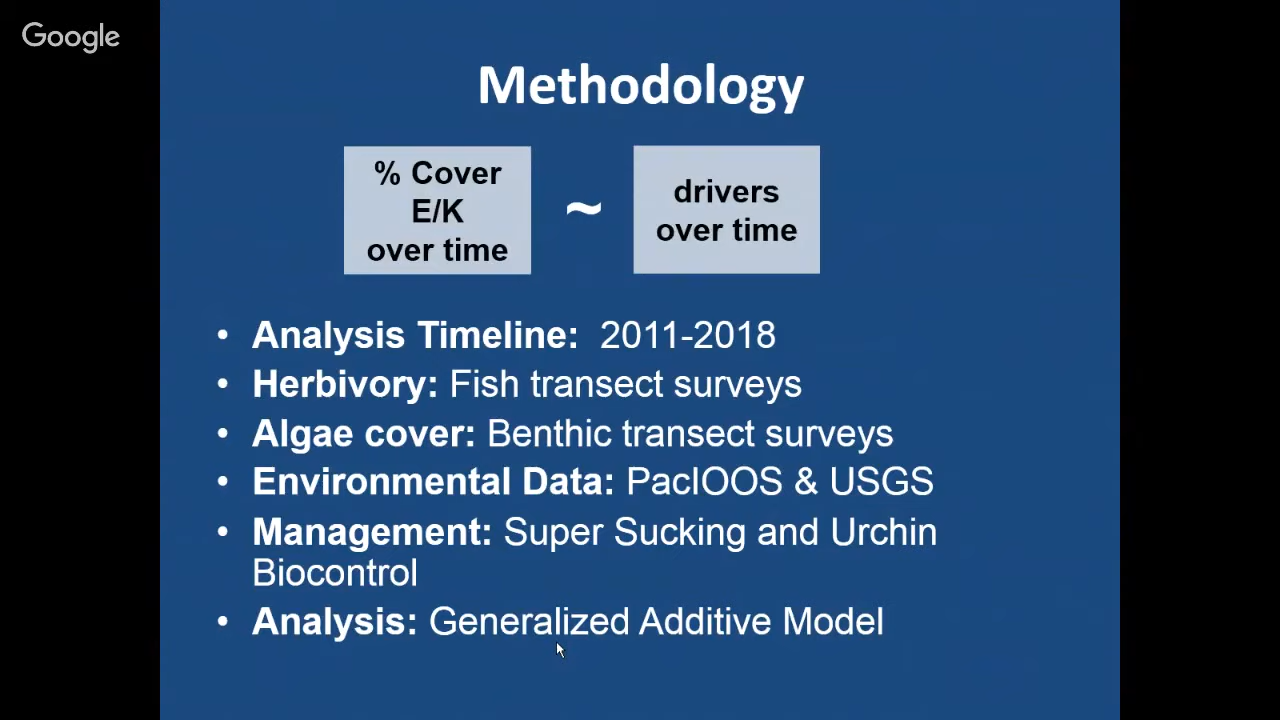 Google
Methodology
% Cover
E/K
over time
~
drivers
over time
• Analysis Timeline: 2011-2018
• Herbivory: Fish transect surveys
• Algae cover: Benthic transect surveys
• Environmental Data: PacIOOS & USGS
• Management: Super Sucking and Urchin
Biocontrol
• Analysis: Generalized Additive Model